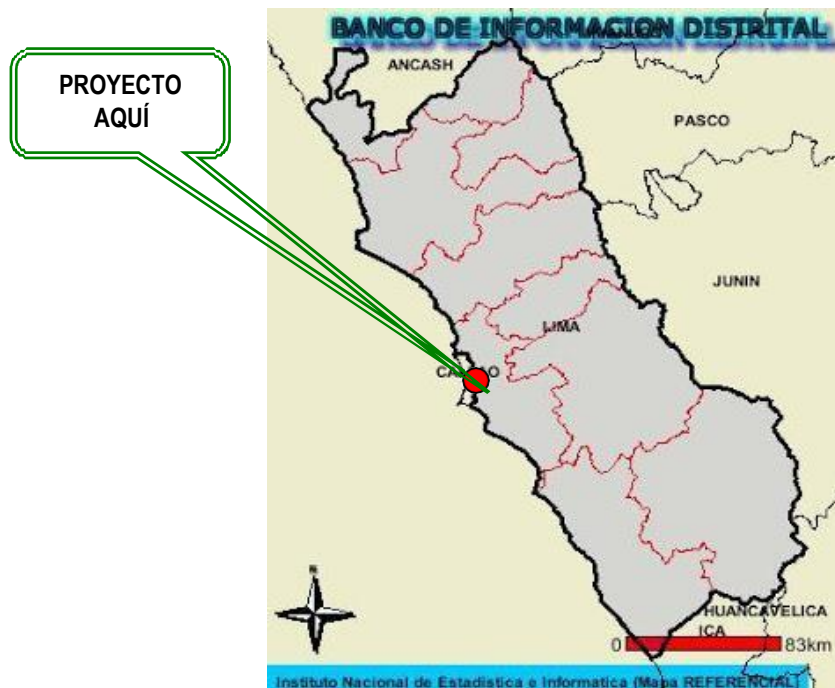 BANCO DE INFORMACION DISTRITAL
PROYECTO
AQUÍ
ANCASH
PASCO
JUNIN
LIMA
N
HUANCAVELICA
ICA
0 83km
Instituto Nacional de Estadistica e Informatica (Mapa REFERENCIAL)